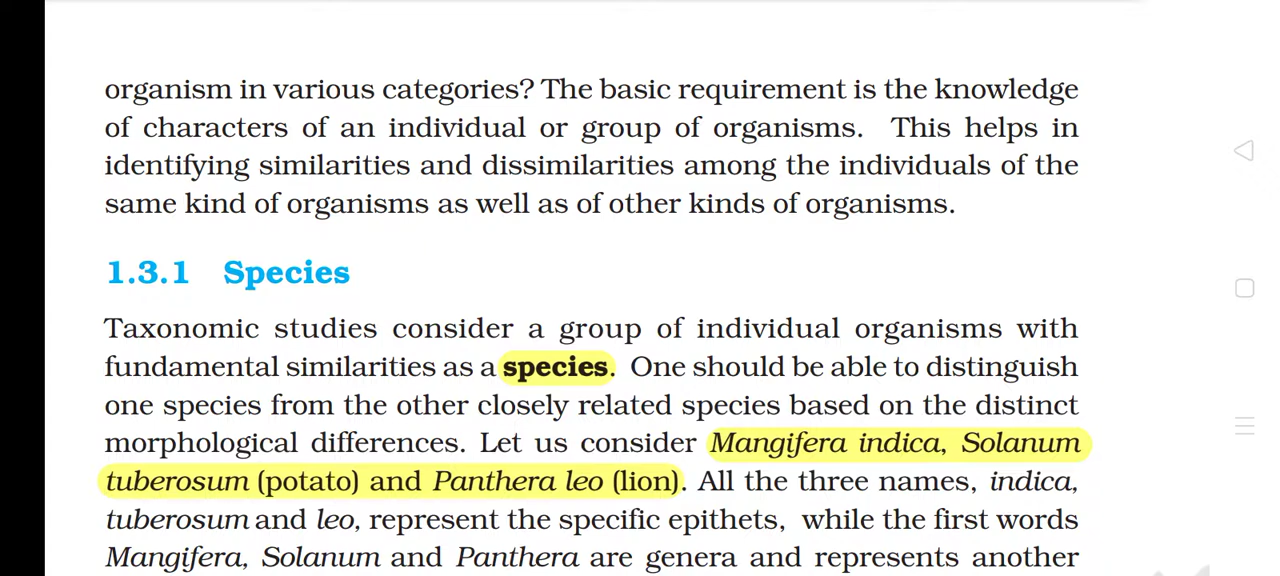 organism in various categories? The basic requirement is the knowledge
of characters of an individual or group of organisms. This helps in
identifying similarities and dissimilarities among the individuals of the
same kind of organisms as well as of other kinds of organisms.
1.3.1 Species
Taxonomic studies consider a group of individual organisms with
fundamental similarities as a species. One should be able to distinguish
one species from the other closely related species based on the distinct
morphological differences. Let us consider Mangifera indica, Solanum
tuberosum (potato) and Panthera leo (lion). All the three names, indica,
tuberosum and leo, represent the specific epithets, while the first words
Mangifera, Solanum and Panthera are genera and represents another